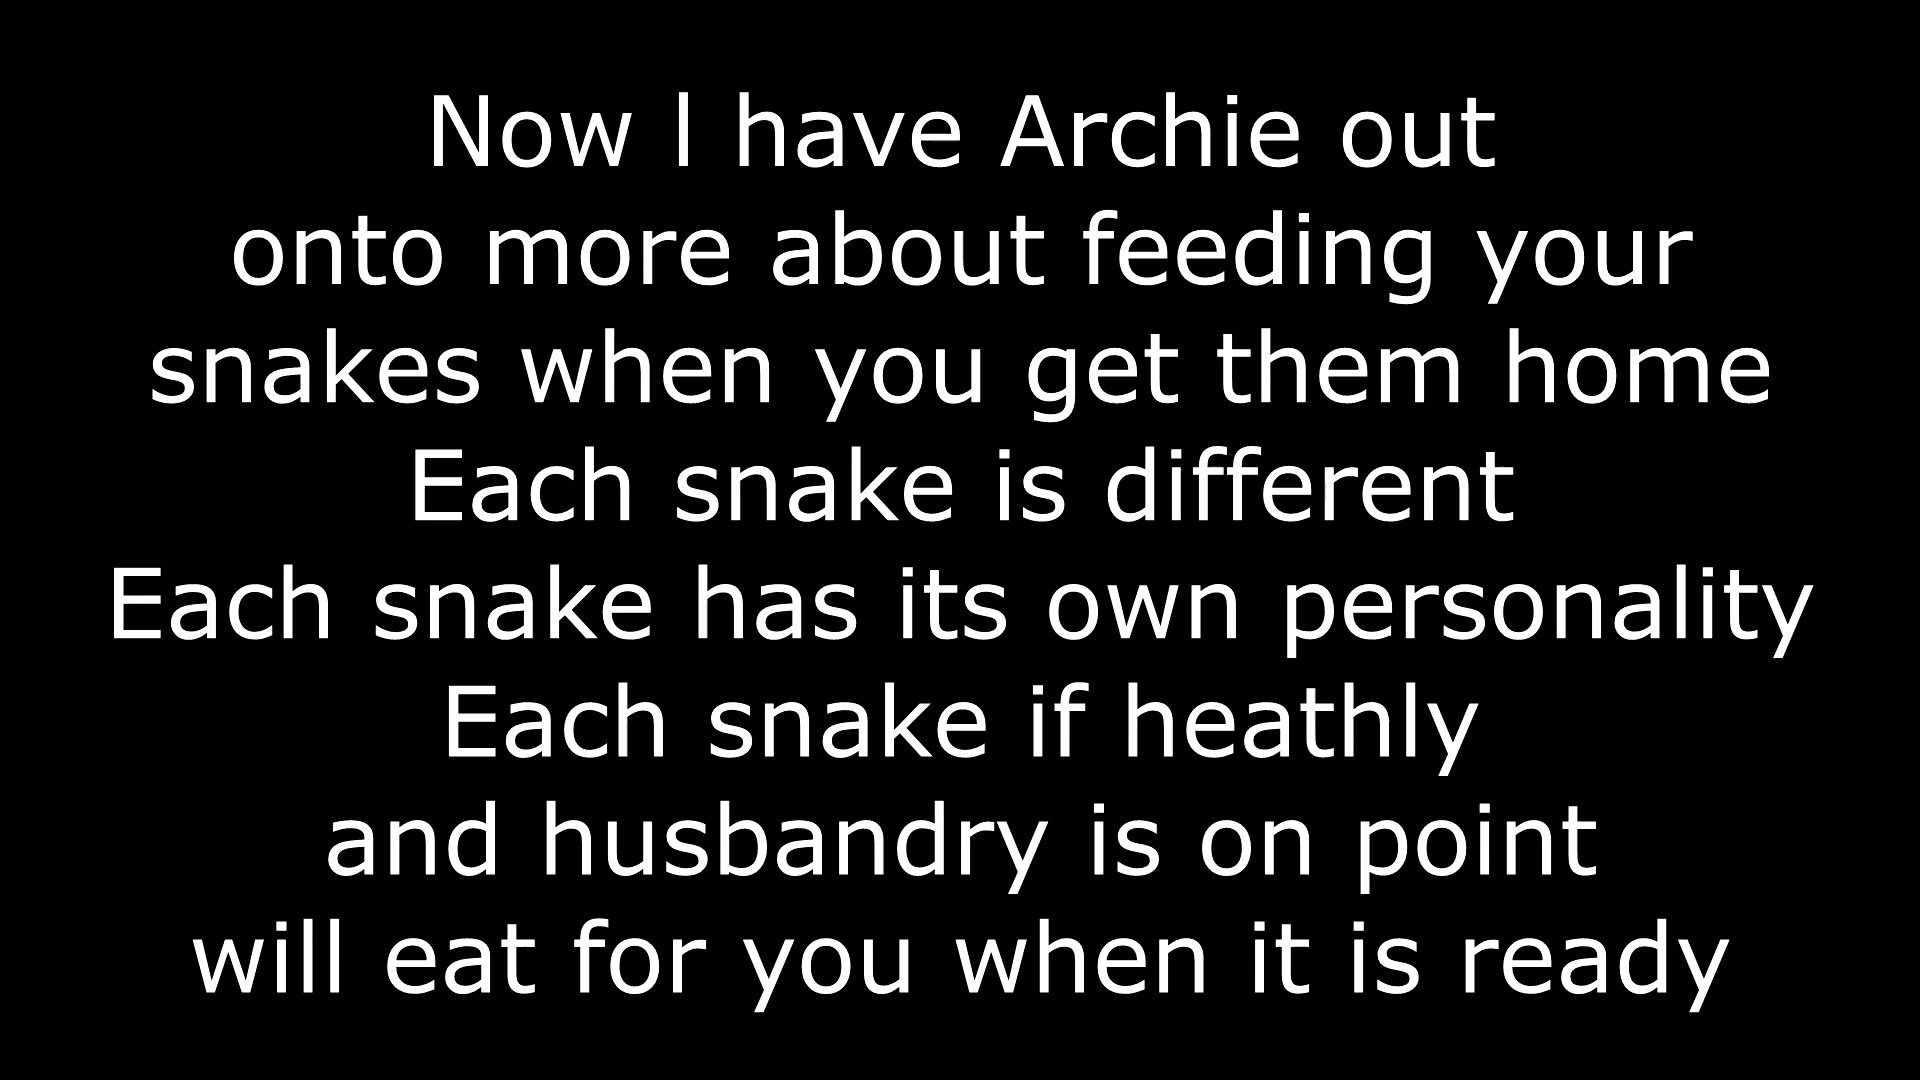 Now l have Archie out
onto more about feeding your
snakes when you get them home
Each snake is different
Each snake has its own personality
Each snake if heathly
and husbandry is on point
will eat for you when it is ready